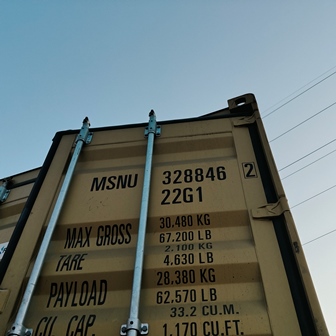 MSNU 328846 2
22G1
MAX GROSS 30.480 KG
67.200 LB
TARE 2.100 KG
4.630 LB
PAYLOAD 28.380 KG
62.570 LB
CU. CAP. 33.2 CU.M.
1.170 CU.FT.